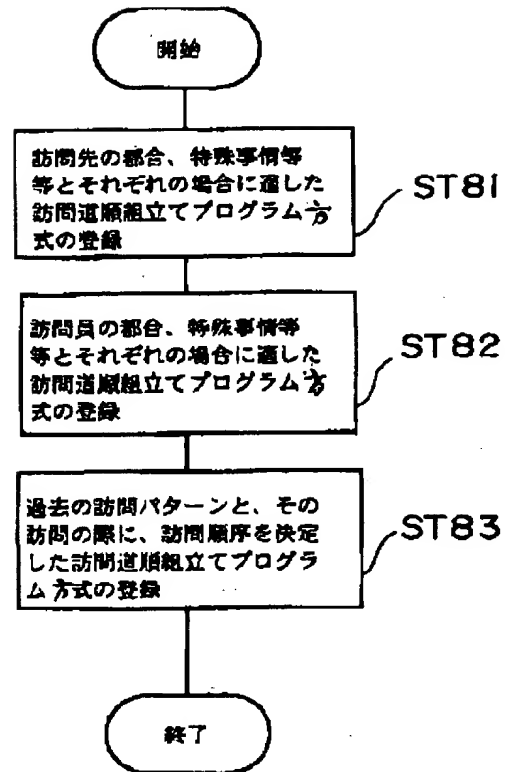 開始
訪問先の都合、特殊事情等
等とそれぞれの場合に適した
訪問道順組立てプログラム方
式の登録
ST81
訪問員の都合、特殊事情等
等とそれぞれの場合に適した
訪問道順組立てプログラム方
式の登録
ST82
過去の訪問パターンと、その
訪問の際に、訪問順序を決定
した訪問道順組立てプログラ
ム方式の登録
ST83
終了